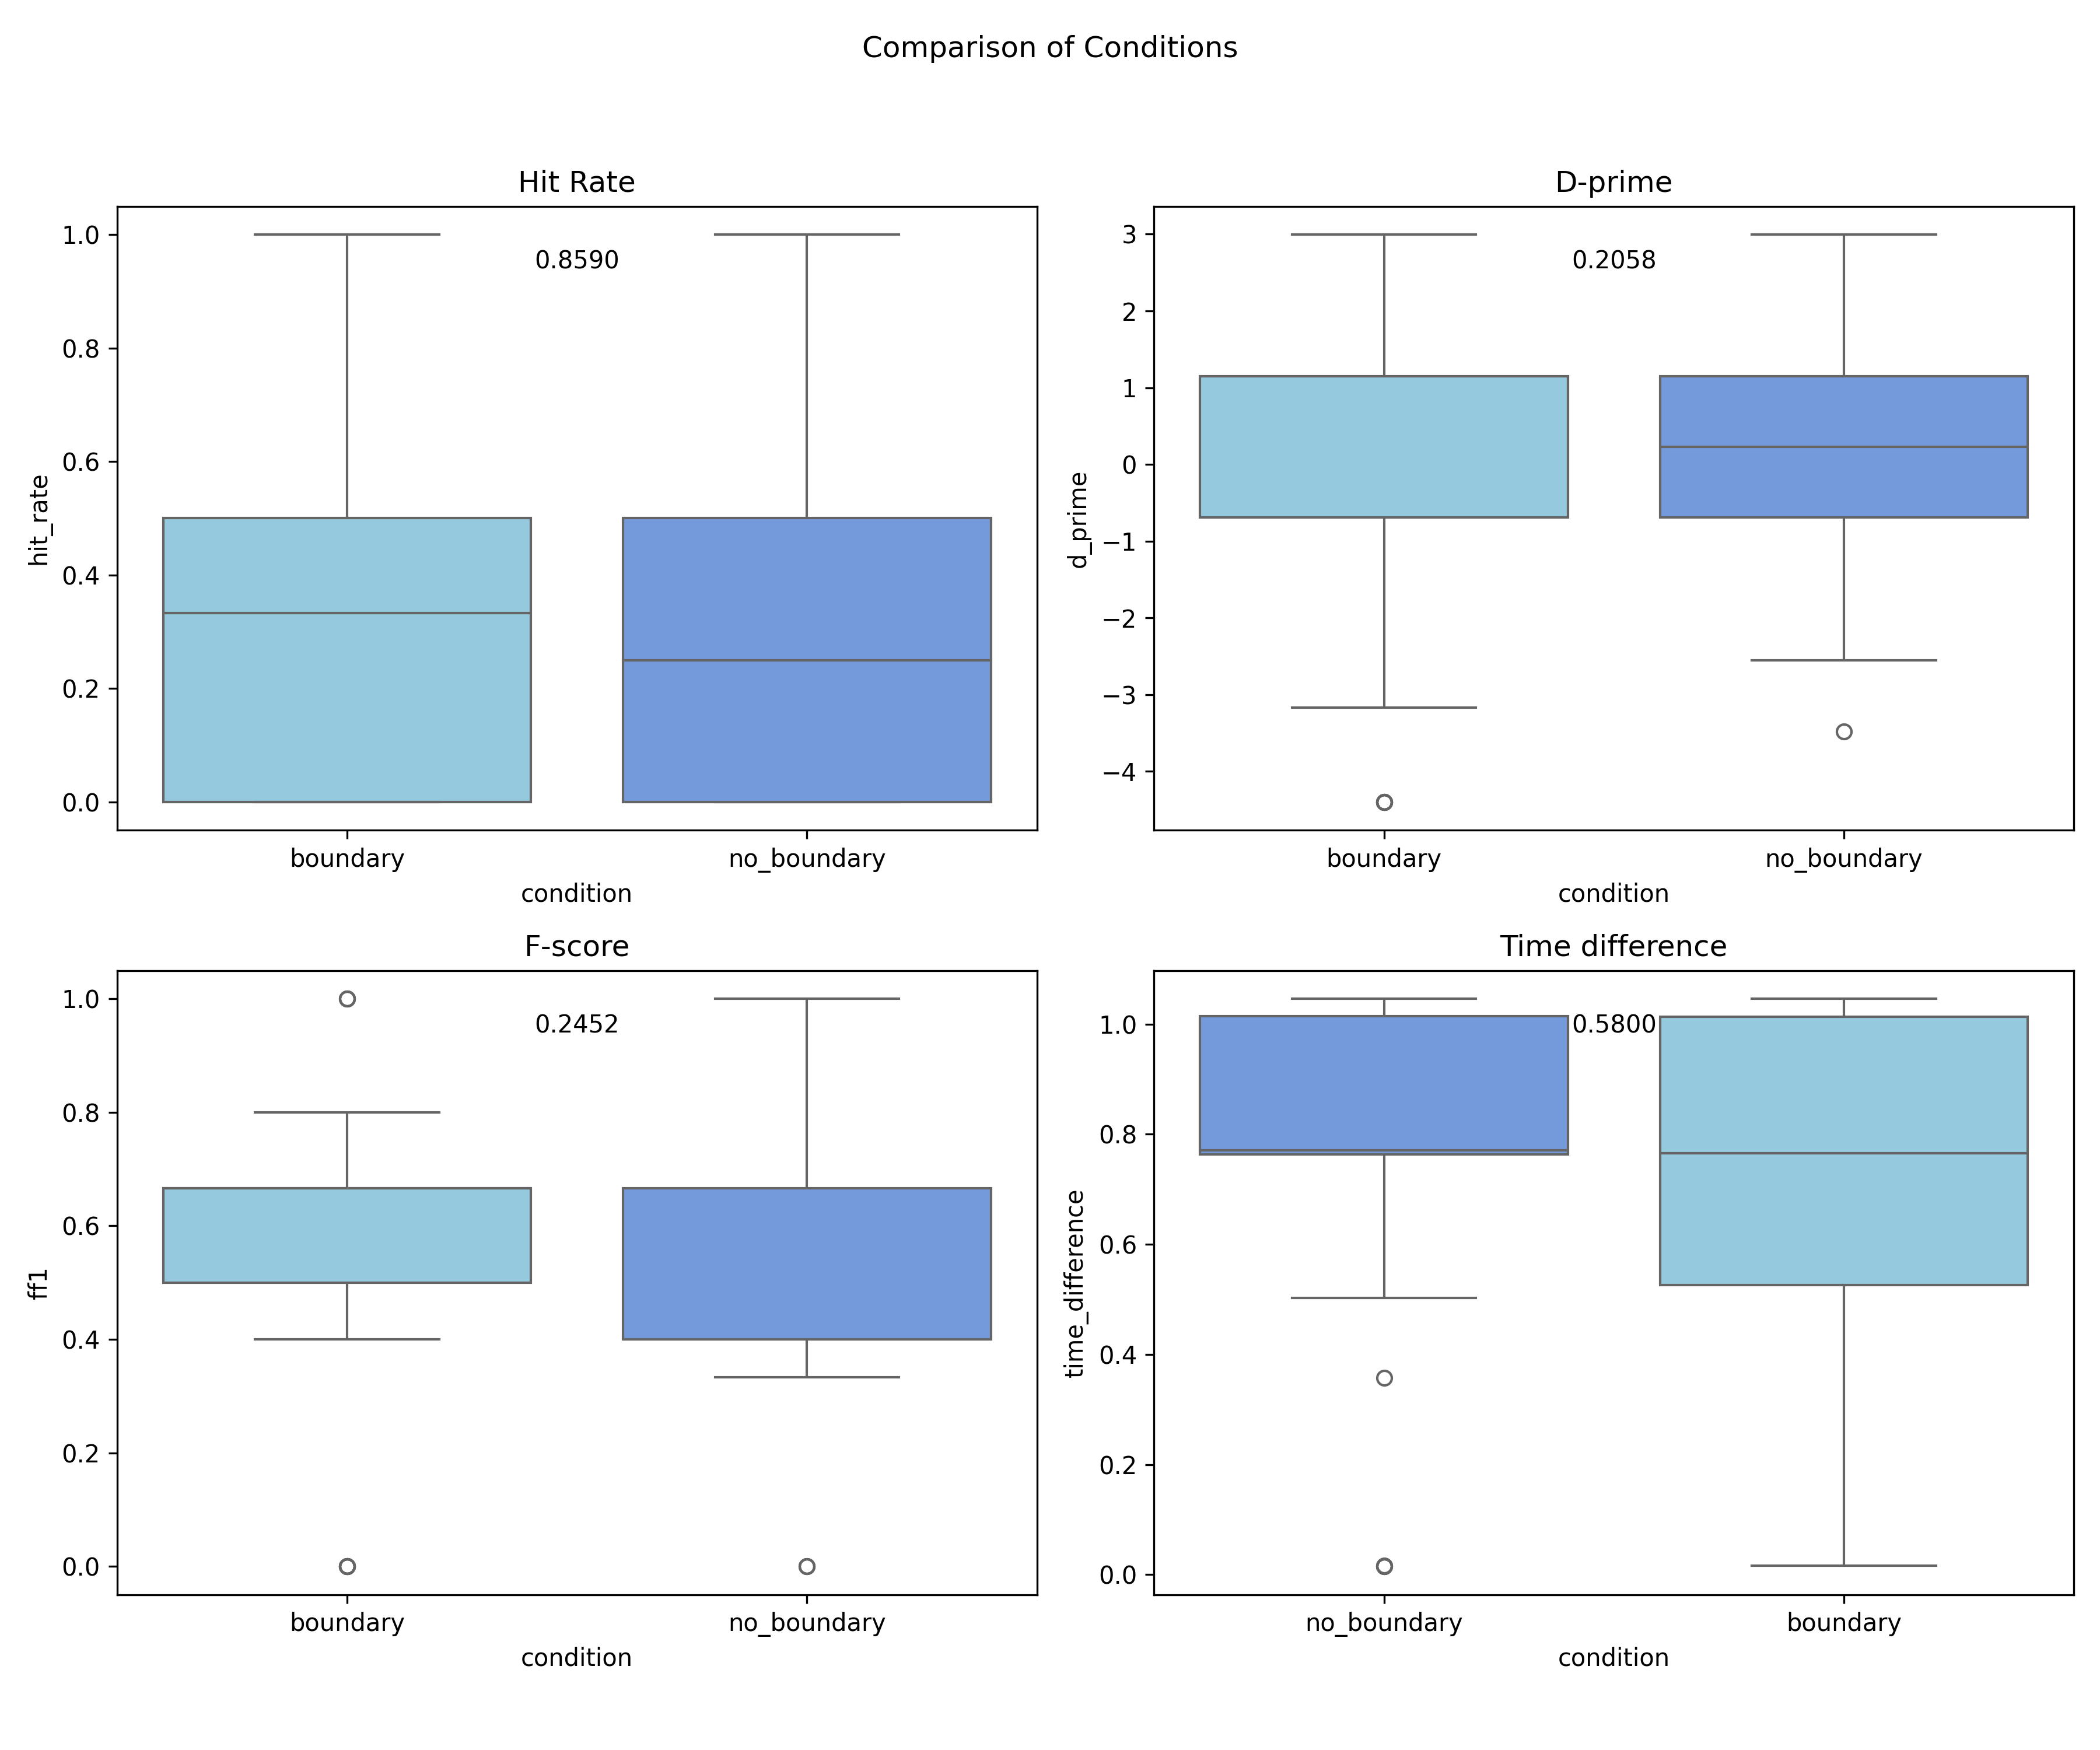 Comparison of Conditions
Hit Rate
1.0
0.8
0.6
0.4
0.2
0.0
hit_rate
0.8590
boundary
no_boundary
condition
D-prime
3
2
1
0
−1
−2
−3
−4
d_prime
0.2058
boundary
no_boundary
condition
F-score
1.0
0.8
0.6
0.4
0.2
0.0
ff1
0.2452
boundary
no_boundary
condition
Time difference
1.0
0.8
0.6
0.4
0.2
0.0
time_difference
0.5800
no_boundary
boundary
condition